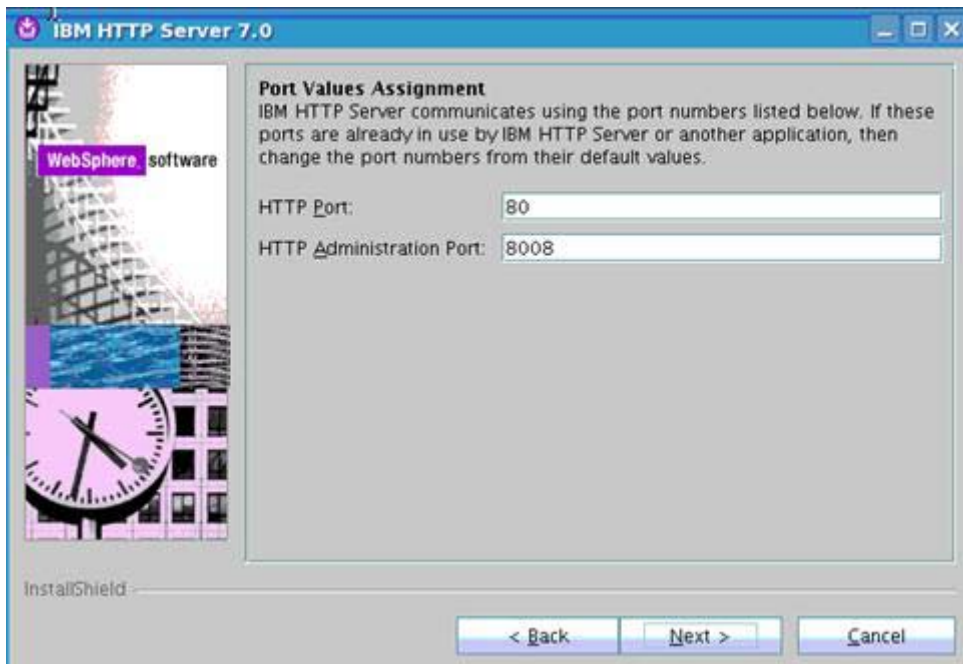 IBM HTTP Server 7.0
WebSphere. software
Port Values Assignment
IBM HTTP Server communicates using the port numbers listed below. If these
ports are already in use by IBM HTTP Server or another application, then
change the port numbers from their default values.
HTTP Port: 80
HTTP Administration Port: 8008
InstallShield
< Back Next > Cancel